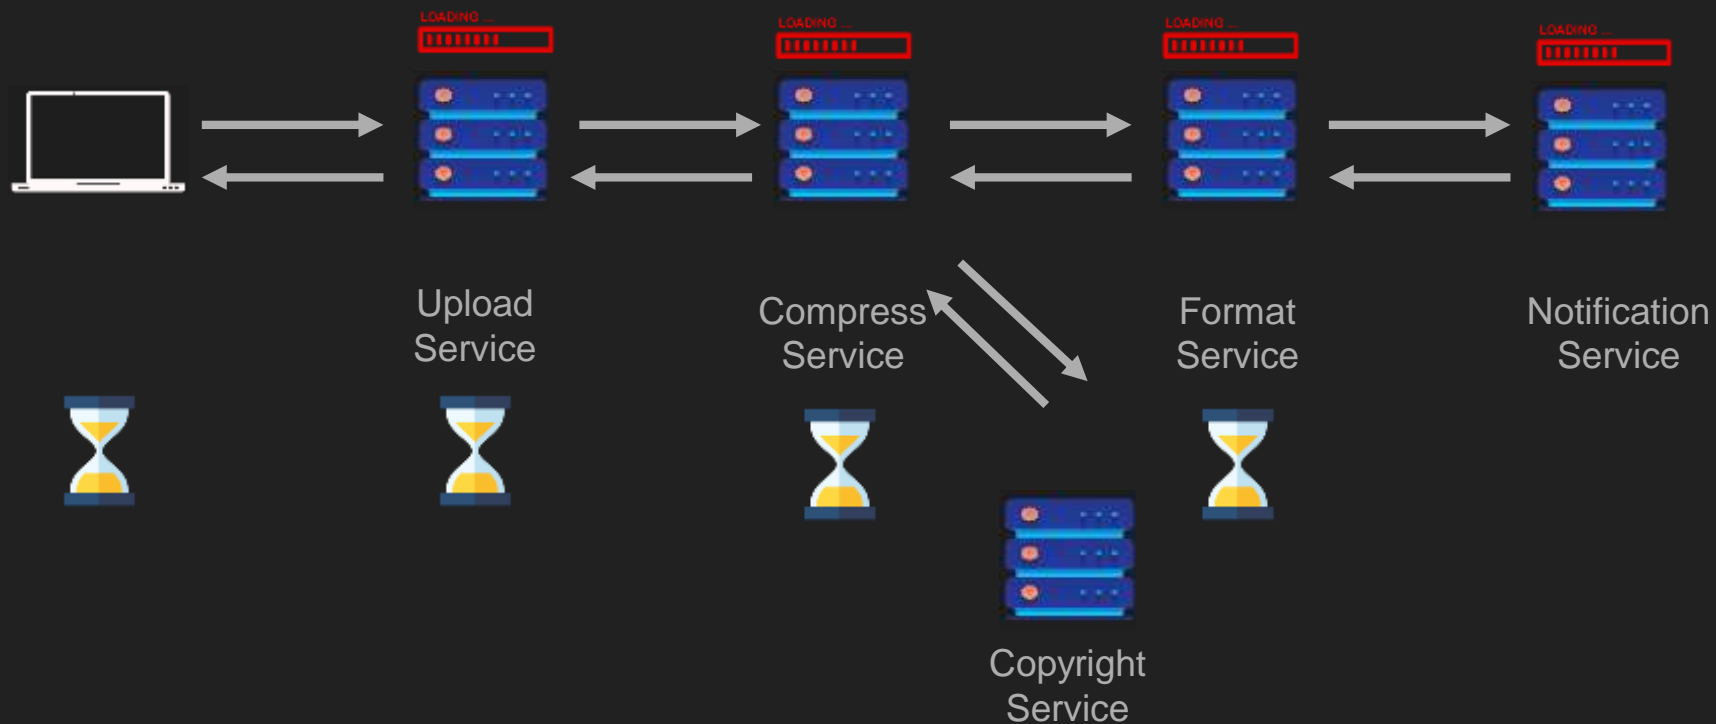 LOADING ...
LOADING ...
LOADING ...
LOADING ...
Upload
Service
Compress
Service
Format
Service
Notification
Service
Copyright
Service